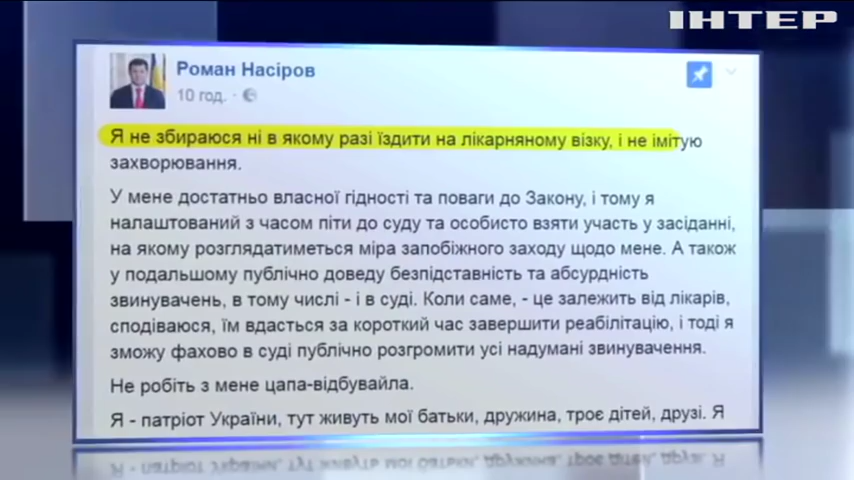 ІНТЕР
Роман Насіров
10 год. ·
Я не збираюся ні в якому разі їздити на лікарняному візку, і не імітую
захворювання.
У мене достатньо власної гідності та поваги до Закону, і тому я
налаштований з часом піти до суду та особисто взяти участь у засіданні,
на якому розглядатиметься міра запобіжного заходу щодо мене. А також
у подальшому публічно доведу безпідставність та абсурдність
звинувачень, в тому числі - і в суді. Коли саме, - це залежить від лікарів,
сподіваюся, їм вдасться за короткий час завершити реабілітацію, і тоді я
зможу фахово в суді публічно розгромити усі надумані звинувачення.
Не робіть з мене цапа-відбувайла.
Я - патріот України, тут живуть мої батьки, дружина, троє дітей, друзі. Я